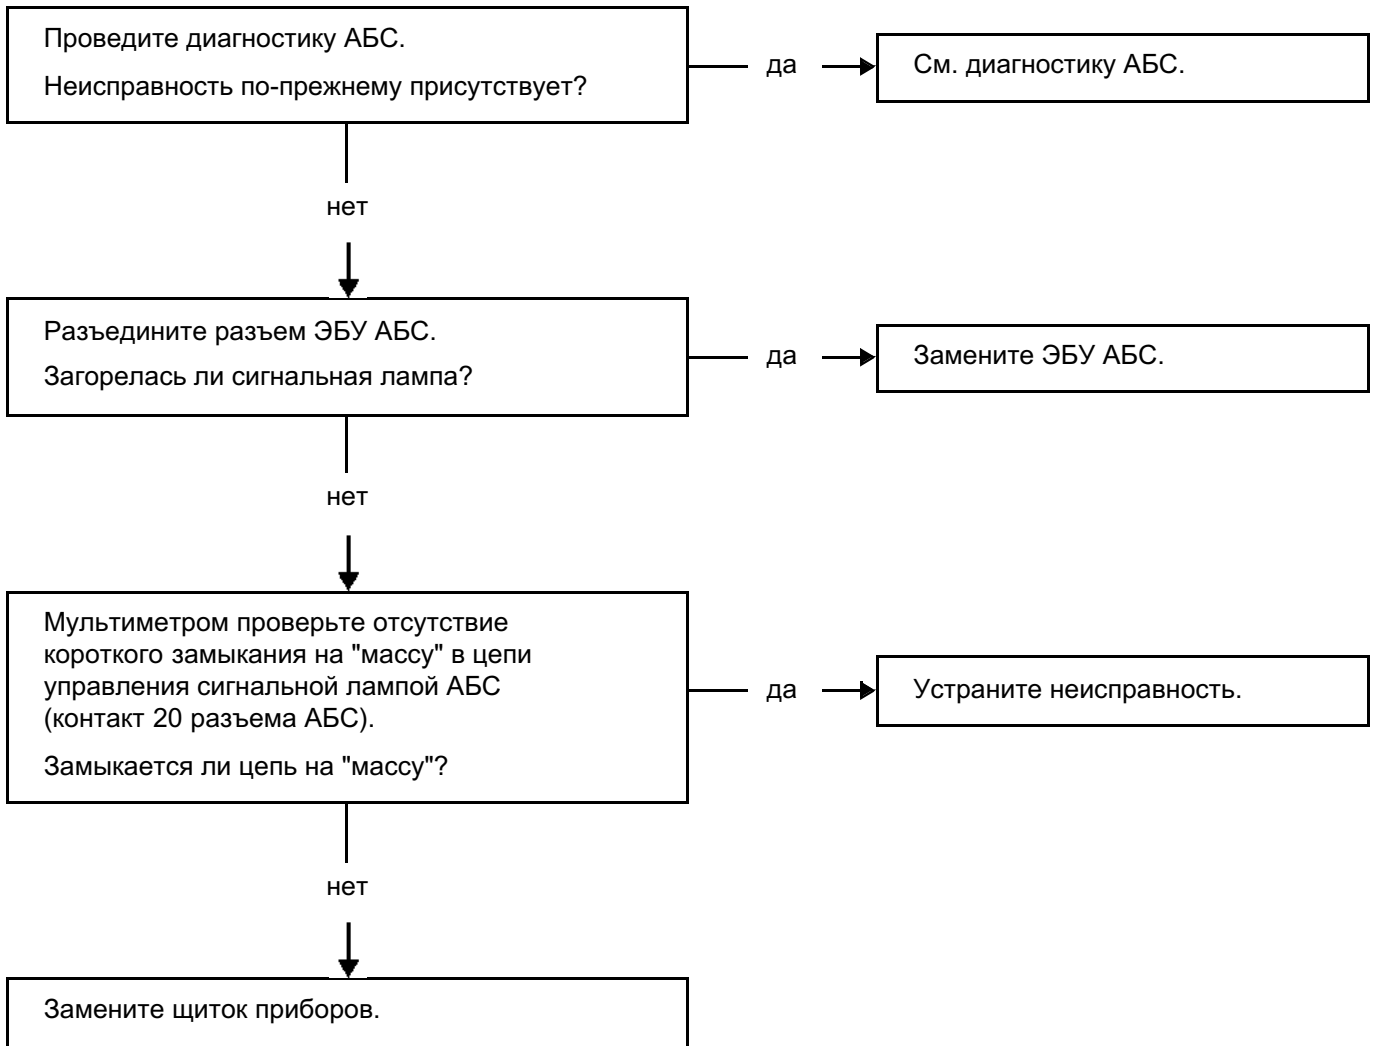 Проведите диагностику АБС.
Неисправность по-прежнему присутствует?
да
См. диагностику АБС.
нет
Разъедините разъем ЭБУ АБС.
Загорелась ли сигнальная лампа?
да
Замените ЭБУ АБС.
нет
Мультиметром проверьте отсутствие
короткого замыкания на "массу" в цепи
управления сигнальной лампой АБС
(контакт 20 разъема АБС).
Замыкается ли цепь на "массу"?
да
Устраните неисправность.
нет
Замените щиток приборов.